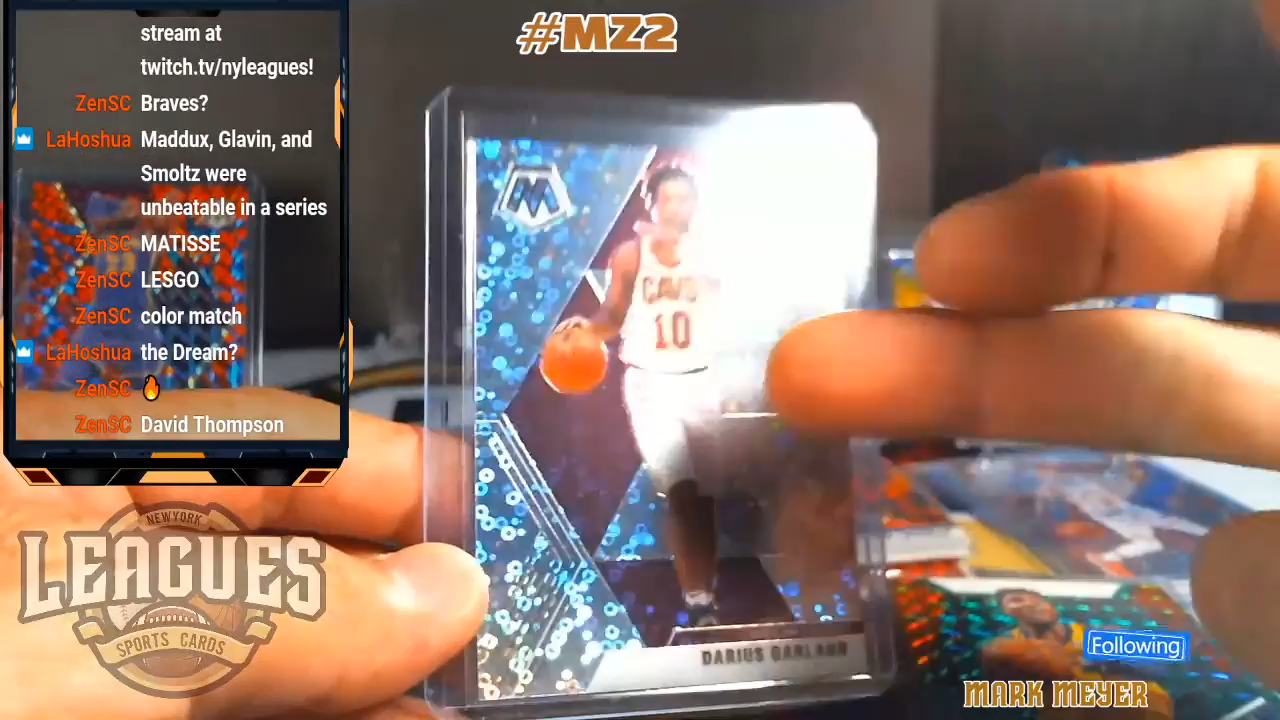 #MZ2
stream at
twitch.tv/nyleagues!
ZenSC Braves?
LaHoshua Maddux, Glavin, and
Smoltz were
unbeatable in a series
ZenSC MATISSE
ZenSC LESGO
ZenSC color match
LaHoshua the Dream?
ZenSC 🔥
ZenSC David Thompson
M
CAVS
10
DARIUS GARLAND
NEWYORK
LEAGUES
SPORTS CARDS
Following
MARK MEYER